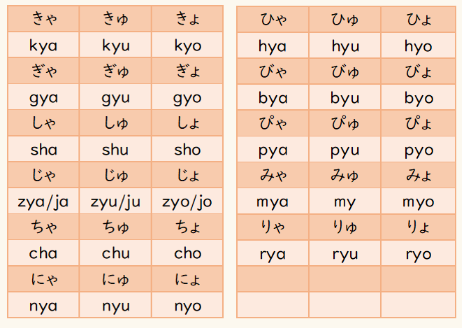 きゃ きゅ きょ
kya kyu kyo
ぎゃ ぎゅ ぎょ
gya gyu gyo
しゃ しゅ しょ
sha shu sho
じゃ じゅ じょ
zya/ja zyu/ju zyo/jo
ちゃ ちゅ ちょ
cha chu cho
にゃ にゅ にょ
nya nyu nyo
ひゃ ひゅ ひょ
hya hyu hyo
びゃ びゅ びょ
bya byu byo
ぴゃ ぴゅ ぴょ
pya pyu pyo
みゃ みゅ みょ
mya my myo
りゃ りゅ りょ
rya ryu ryo